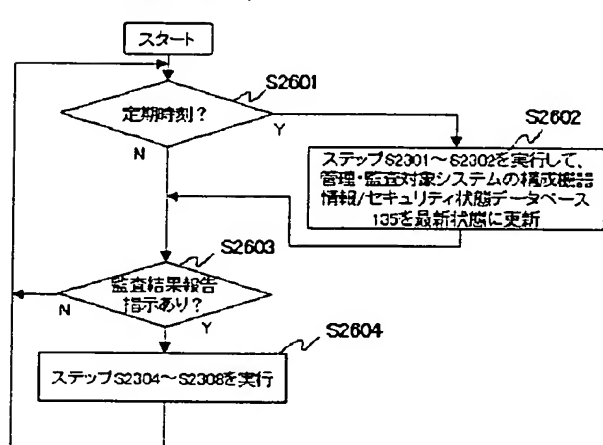 スタート
S2601
定期時刻?
Y
N
S2602
ステップS2301～S2302を実行して、
管理・監査対象システムの構成機器
情報/セキュリティ状態データベース
135を最新状態に更新
S2603
監査結果報告
指示あり?
N
Y
S2604
ステップS2304～S2308を実行